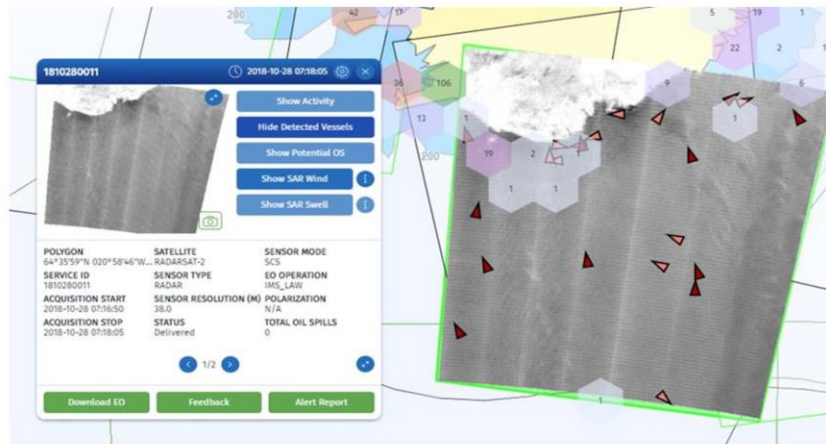 200
42
17
5
19
1
22
2
1
36
106
9
6
13
1
1
200
19
2
1
1
1
1
1810280011
2018-10-28 07:18:05
Show Activity
Hide Detected Vessels
Show Potential OS
Show SAR Wind
Show SAR Swell
POLYGON
64°35'59"N 020°58'46"W...
SATELLITE
RADARSAT-2
SENSOR MODE
SCS
SERVICE ID
1810280011
SENSOR TYPE
RADAR
EO OPERATION
IMS_LAW
ACQUISITION START
2018-10-28 07:16:50
SENSOR RESOLUTION (M)
38.0
POLARIZATION
N/A
ACQUISITION STOP
2018-10-28 07:18:05
STATUS
Delivered
TOTAL OIL SPILLS
0
1/2
Download EO
Feedback
Alert Report